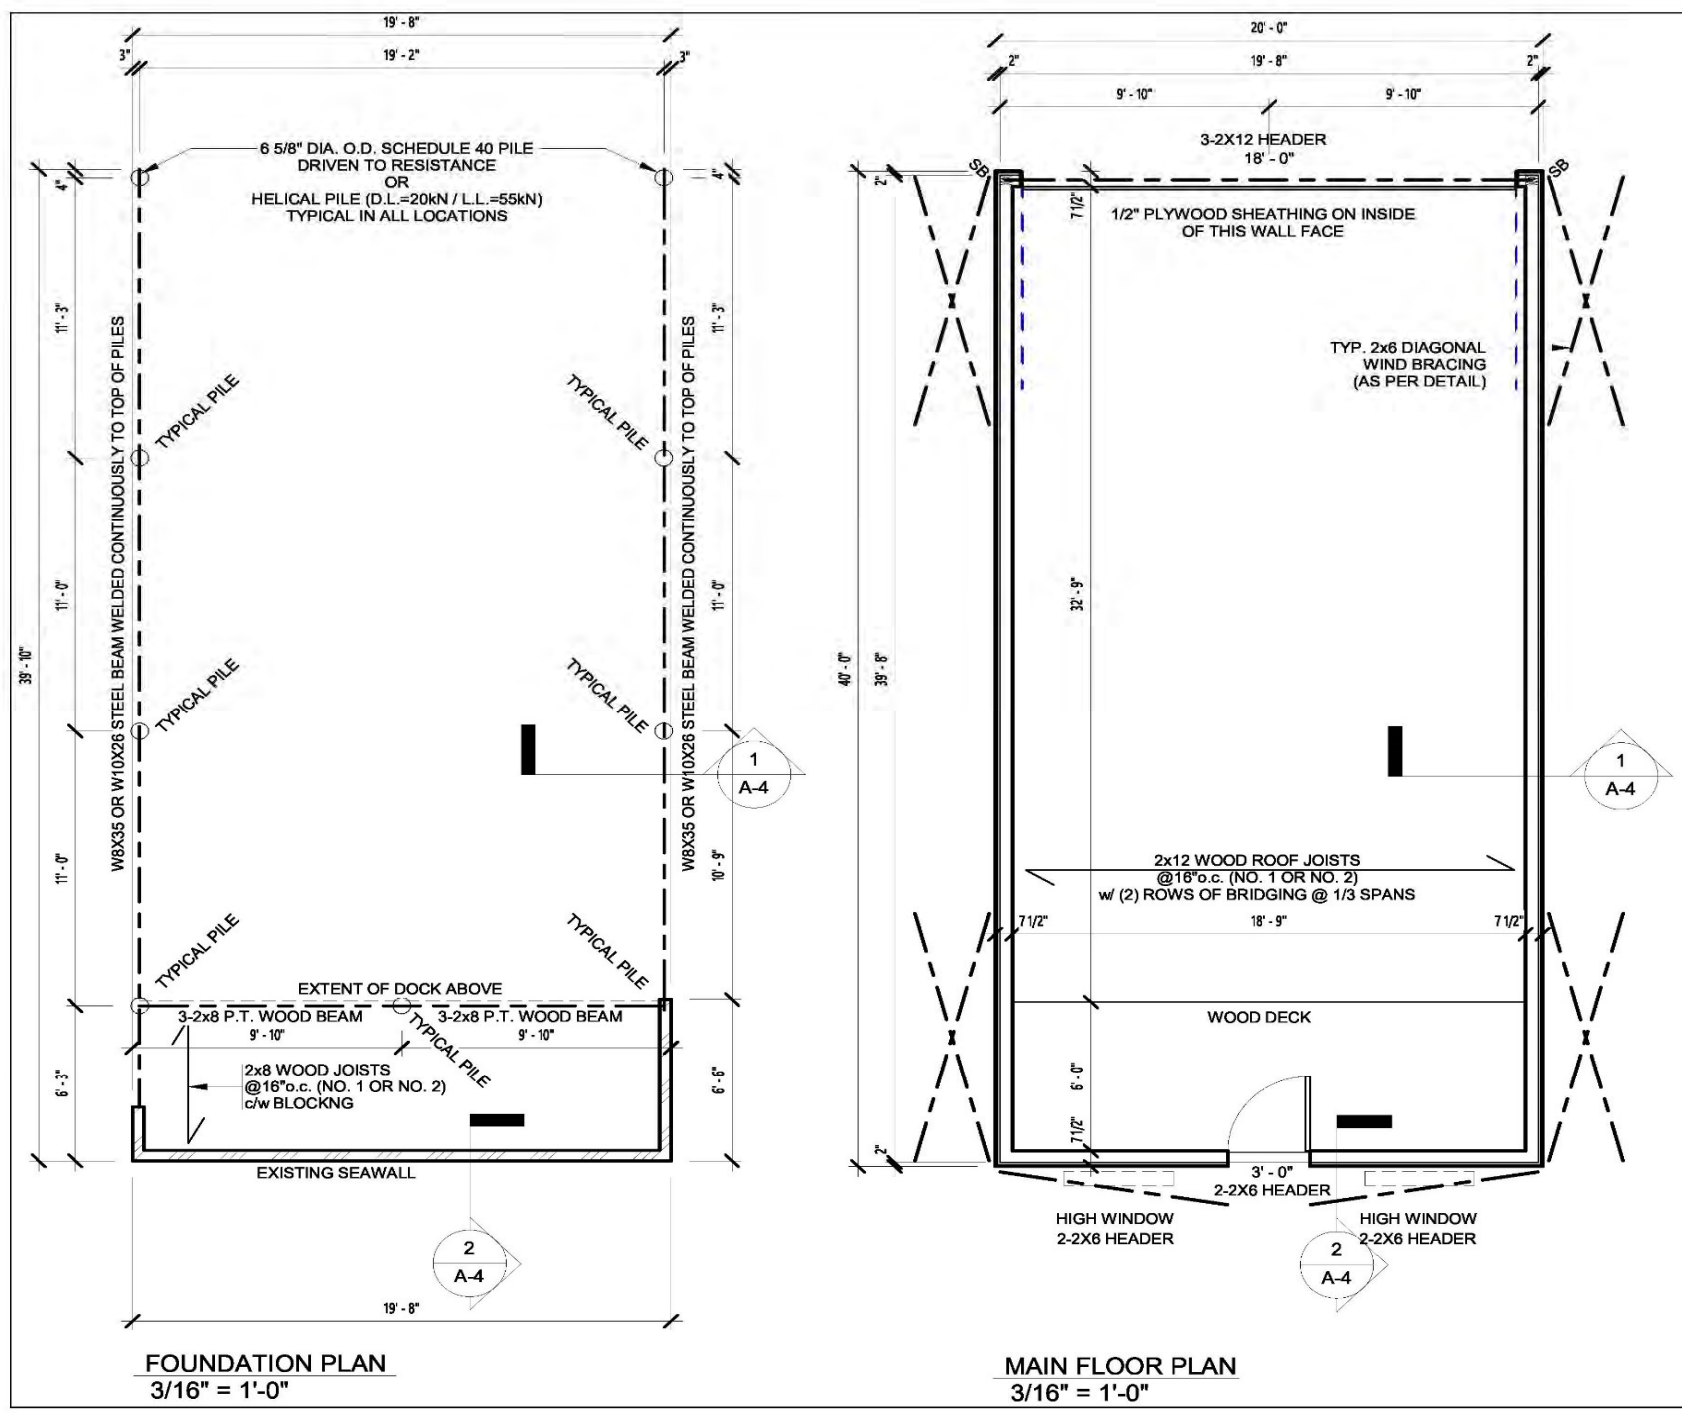 19' - 8"
3"
19' - 2"
3"
6 5/8" DIA. O.D. SCHEDULE 40 PILE
DRIVEN TO RESISTANCE
OR
HELICAL PILE (D.L.=20kN / L.L.=55kN)
TYPICAL IN ALL LOCATIONS
4"
4"
11' - 3"
11' - 3"
TYPICAL PILE
TYPICAL PILE
W8X35 OR W10X26 STEEL BEAM WELDED CONTINUOUSLY TO TOP OF PILES
W8X35 OR W10X26 STEEL BEAM WELDED CONTINUOUSLY TO TOP OF PILES
11' - 0"
11' - 0"
39' - 10"
TYPICAL PILE
TYPICAL PILE
1
A-4
11' - 0"
10' - 9"
TYPICAL PILE
TYPICAL PILE
EXTENT OF DOCK ABOVE
3-2x8 P.T. WOOD BEAM
3-2x8 P.T. WOOD BEAM
9' - 10"
9' - 10"
TYPICAL PILE
2x8 WOOD JOISTS
@16"o.c. (NO. 1 OR NO. 2)
c/w BLOCKNG
6' - 3"
6' - 6"
EXISTING SEAWALL
2
A-4
19' - 8"
FOUNDATION PLAN
3/16" = 1'-0"
20' - 0"
2"
19' - 8"
2"
9' - 10"
9' - 10"
3-2X12 HEADER
18' - 0"
SB
SB
2"
7 1/2"
1/2" PLYWOOD SHEATHING ON INSIDE
OF THIS WALL FACE
TYP. 2x6 DIAGONAL
WIND BRACING
(AS PER DETAIL)
32' - 9"
40' - 0"
39' - 8"
1
A-4
2x12 WOOD ROOF JOISTS
@16"o.c. (NO. 1 OR NO. 2)
w/ (2) ROWS OF BRIDGING @ 1/3 SPANS
7 1/2"
18' - 9"
7 1/2"
WOOD DECK
6' - 0"
7 1/2"
2"
3' - 0"
2-2X6 HEADER
HIGH WINDOW
2-2X6 HEADER
HIGH WINDOW
2-2X6 HEADER
2
A-4
MAIN FLOOR PLAN
3/16" = 1'-0"